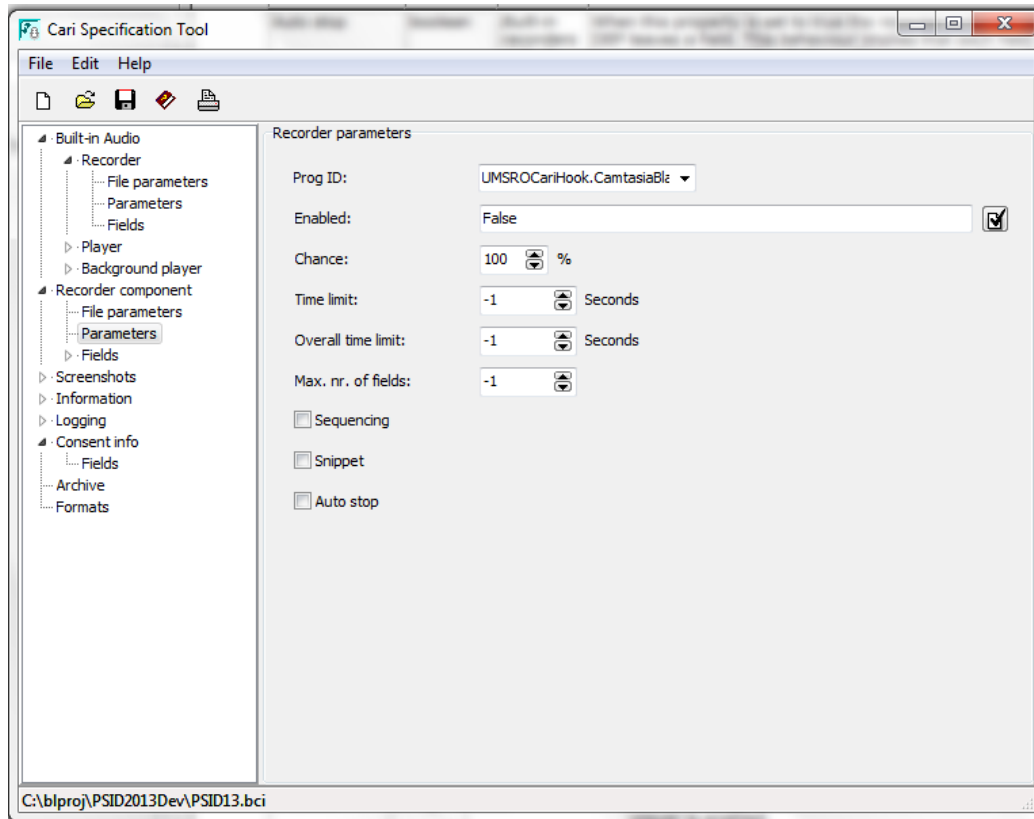 Cari Specification Tool
File Edit Help
Built-in Audio
Recorder
File parameters
Parameters
Fields
Player
Background player
Recorder component
File parameters
Parameters
Fields
Screenshots
Information
Logging
Consent info
Fields
Archive
Formats
Recorder parameters
Prog ID: UMSROCariHook.CamtasiaBla
Enabled: False
Chance: 100 %
Time limit: -1 Seconds
Overall time limit: -1 Seconds
Max. nr. of fields: -1
Sequencing
Snippet
Auto stop
C:\blproj\PSID2013Dev\PSID13.bci